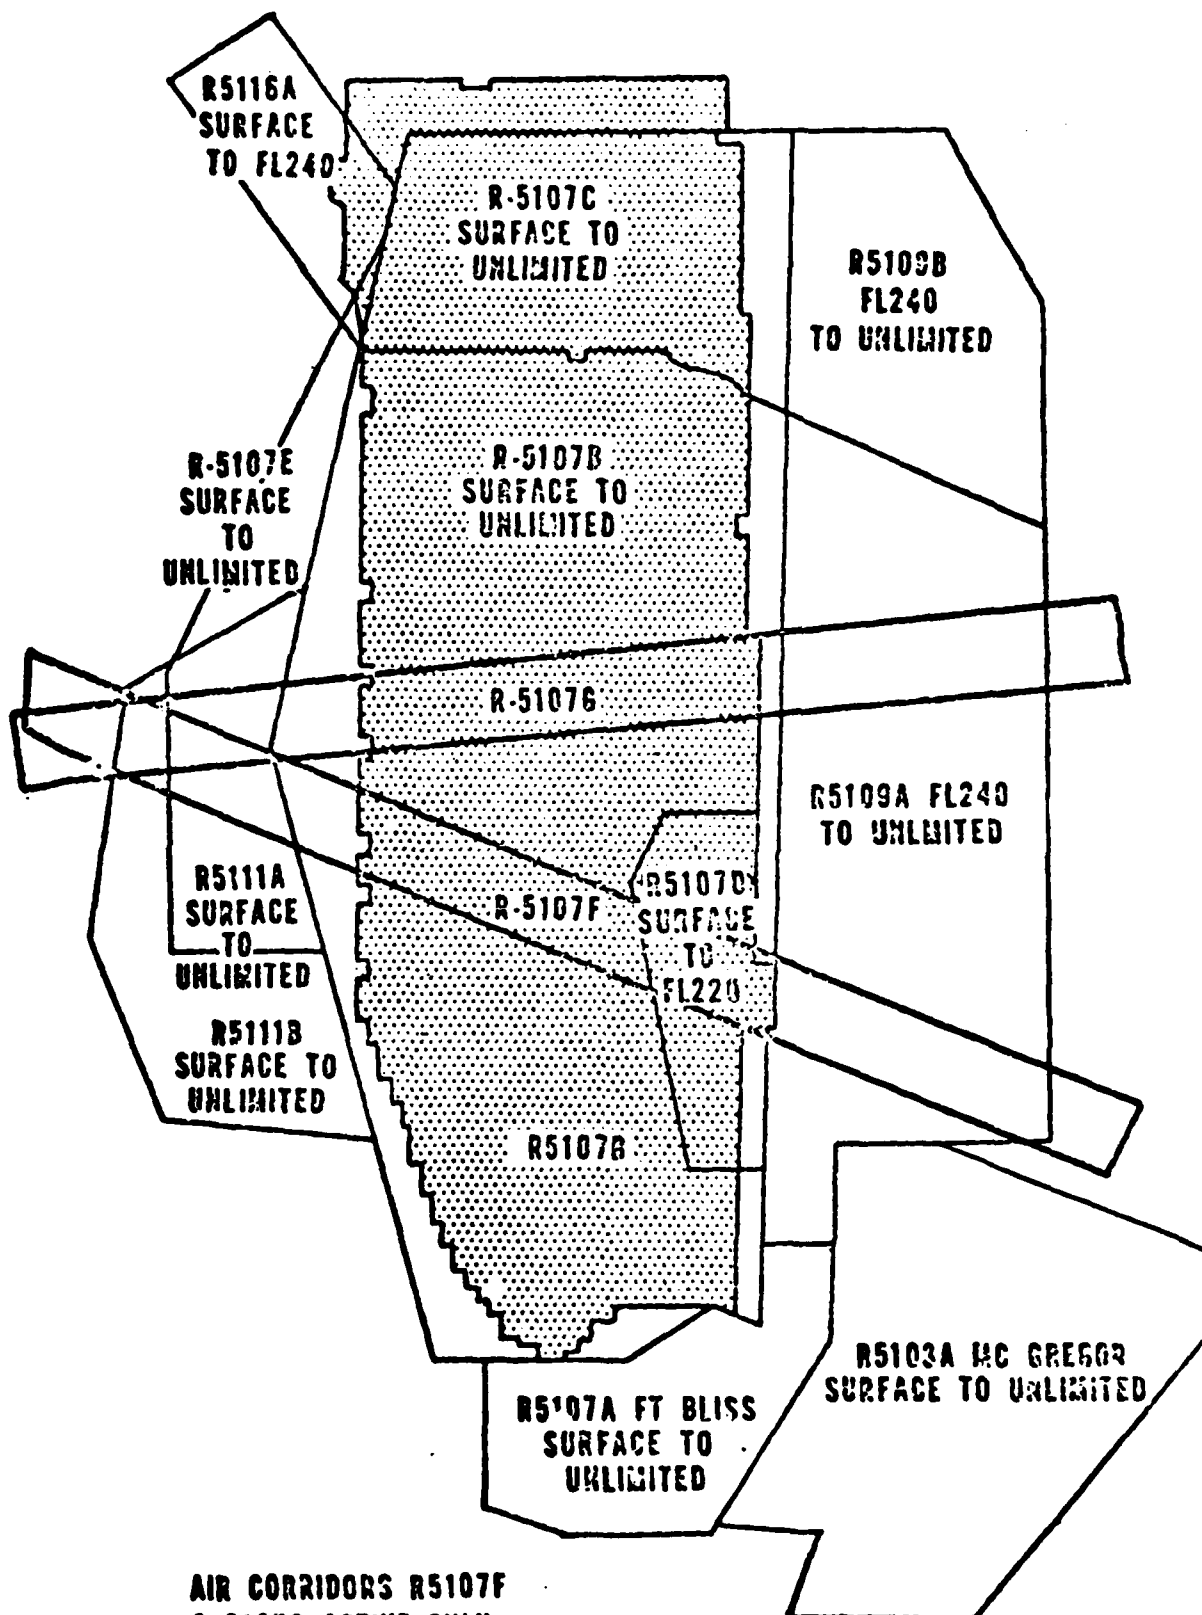 R5116A
SURFACE
TO FL240
R-5107C
SURFACE TO
UNLIMITED
R5109B
FL240
TO UNLIMITED
R-5107E
SURFACE
TO
UNLIMITED
R-5107B
SURFACE TO
UNLIMITED
R-5107G
R5109A FL240
TO UNLIMITED
R5111A
SURFACE
TO
UNLIMITED
R-5107F
R5107D
SURFACE
TO
FL220
R5111B
SURFACE TO
UNLIMITED
R5107B
R5103A MC GREGOR
SURFACE TO UNLIMITED
R5107A FT BLISS
SURFACE TO
UNLIMITED
AIR CORRIDORS R5107F